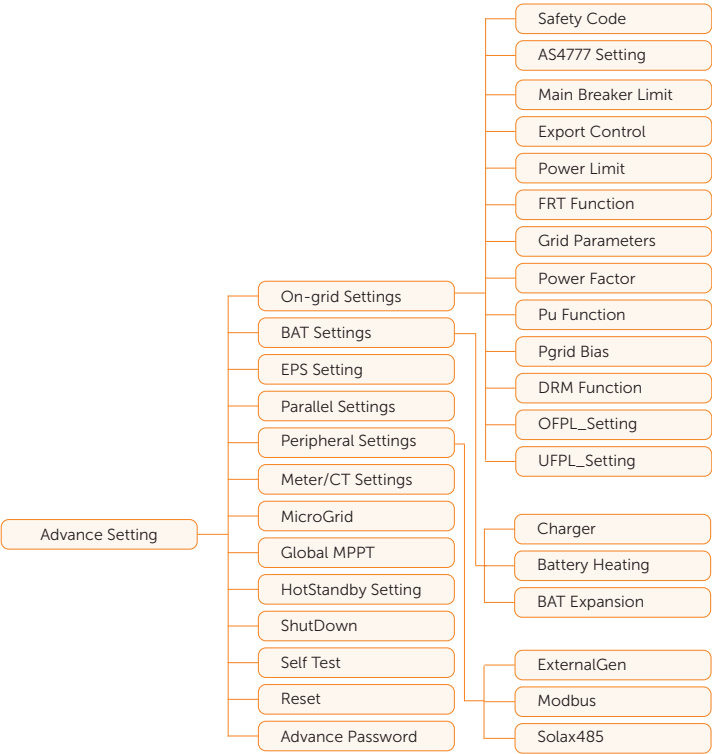 Advance Setting
On-grid Settings
BAT Settings
EPS Setting
Parallel Settings
Peripheral Settings
Meter/CT Settings
MicroGrid
Global MPPT
HotStandby Setting
ShutDown
Self Test
Reset
Advance Password
Safety Code
AS4777 Setting
Main Breaker Limit
Export Control
Power Limit
FRT Function
Grid Parameters
Power Factor
Pu Function
Pgrid Bias
DRM Function
OFPL_Setting
UFPL_Setting
Charger
Battery Heating
BAT Expansion
ExternalGen
Modbus
Solax485